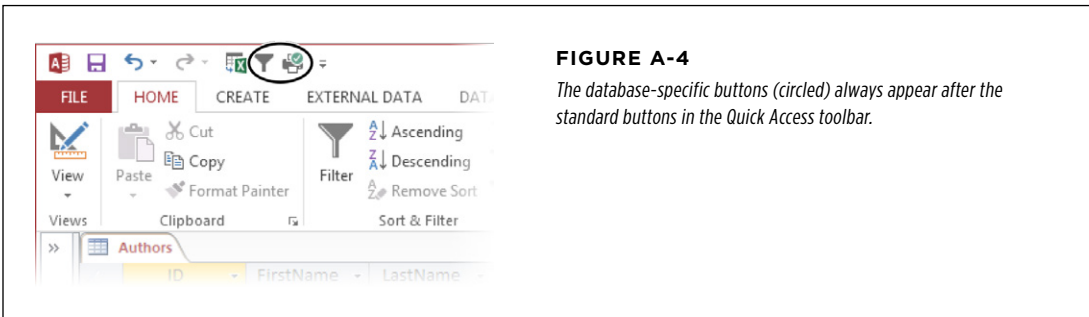 FIGURE A-4
The database-specific buttons (circled) always appear after the
standard buttons in the Quick Access toolbar.
FILE HOME CREATE EXTERNAL DATA DAT
View
Paste
Cut
Copy
Format Painter
Filter
Ascending
Descending
Remove Sort
Views Clipboard Sort & Filter
» Authors
ID FirstName LastName